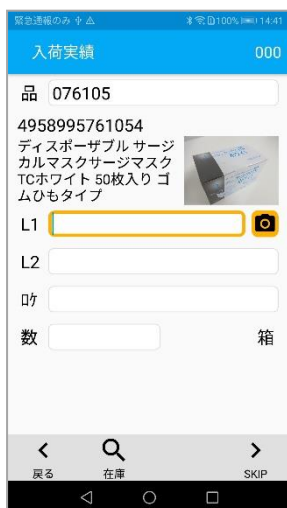 緊急通報のみ 100% 14:41
入荷実績 000
品 076105
4958995761054
ディスポーザブル サージ
カルマスクサージマスク
TCホワイト 50枚入り ゴ
ムひもタイプ
L1
L2
ﾛｹ
数 箱
戻る 在庫 SKIP